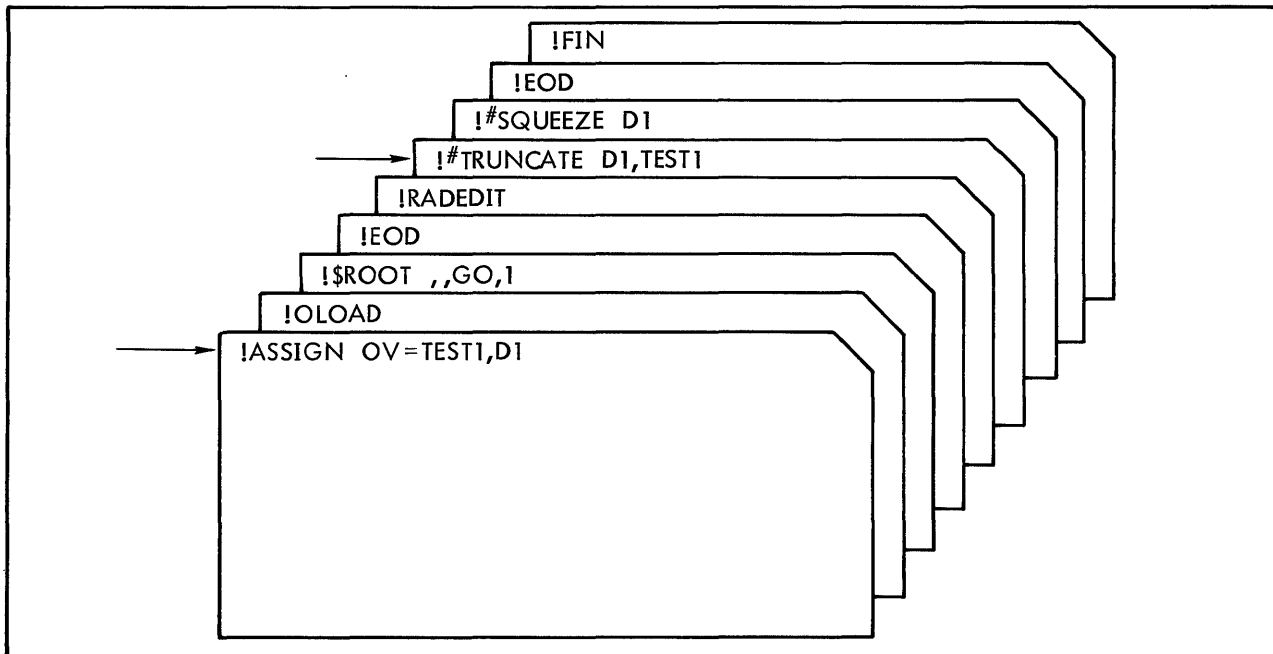 !FIN
!EOD
!#SQUEEZE D1
!#TRUNCATE D1,TEST1
!RADEDIT
!EOD
!$ROOT ,,GO,1
!OLOAD
!ASSIGN OV=TEST1,D1